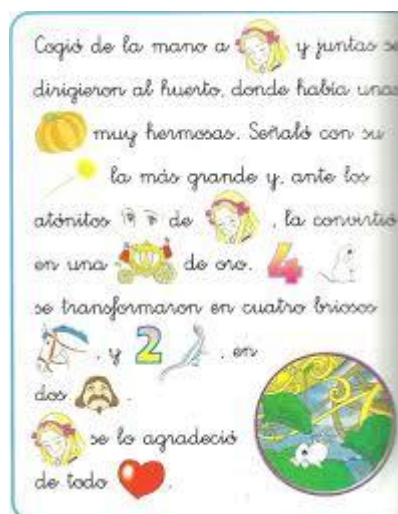 Cogió de la mano a y juntas se
dirigieron al huerto, donde había unas
muy hermosas. Señaló con su
la más grande y, ante los
atónitos de , la convirtió
en una de oro. 4
se transformaron en cuatro briosos
, y 2 , en
dos .
se lo agradeció
de todo .